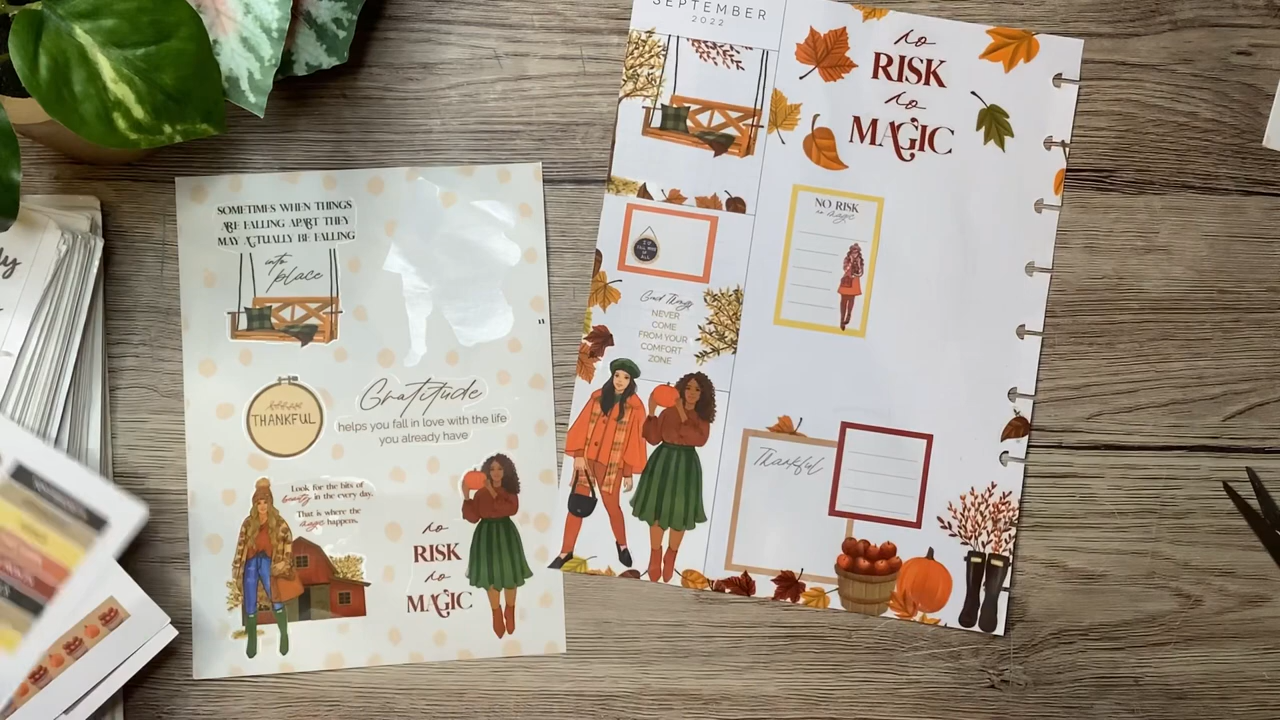 SOMETIMES WHEN THINGS
ARE FALLING APART THEY
MAY ACTUALLY BE FALLING
into
place
THANKFUL
Gratitude
helps you fall in love with the life
you already have
Look for the bits of
beauty in the every day.
That is where the
magic happens.
no
RISK
no
MAGIC
SEPTEMBER
2022
Good Things
NEVER
COME
FROM YOUR
COMFORT
ZONE
no
RISK
no
MAGIC
NO RISK
no magic
Thankful